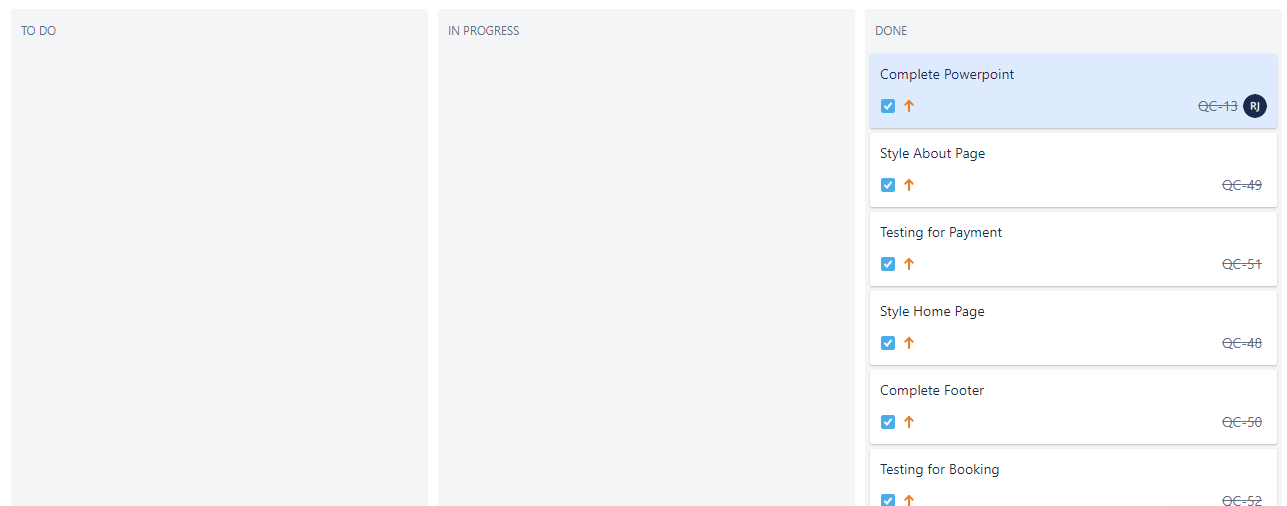 TO DO
IN PROGRESS
DONE
Complete Powerpoint
QC-13 RJ
Style About Page
QC-49
Testing for Payment
QC-51
Style Home Page
QC-48
Complete Footer
QC-50
Testing for Booking
QC-52